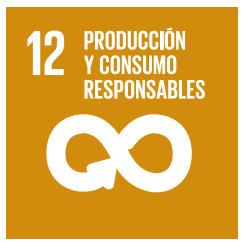 12 PRODUCCIÓN
Y CONSUMO
RESPONSABLES